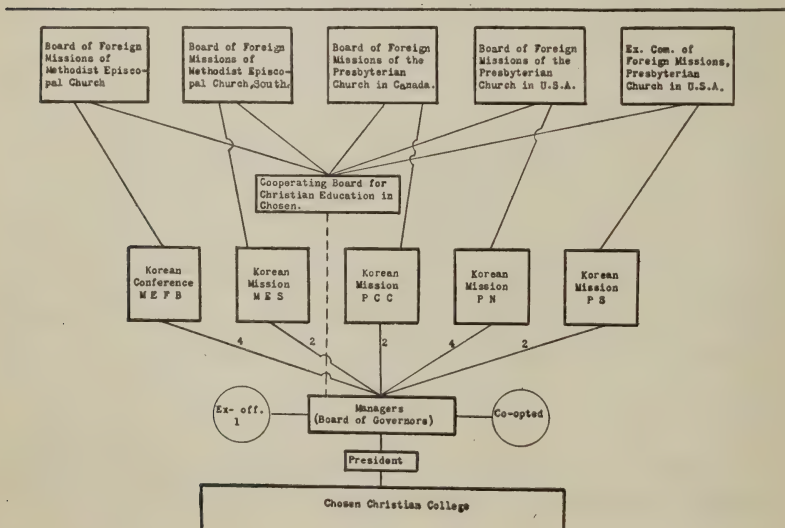 Board of Foreign
Missions of
Methodist Episco-
pal Church
Board of Foreign
Missions of
Methodist Episco-
pal Church,South.
Board of Foreign
Missions of the
Presbyterian
Church in Canada.
Board of Foreign
Missions of the
Presbyterian
Church in U.S.A.
Ex. Com. of
Foreign Missions,
Presbyterian
Church in U.S.A.
Cooperating Board for
Christian Education in
Chosen.
Korean
Conference
M E F B
Korean
Mission
M E S
Korean
Mission
P C C
Korean
Mission
P N
Korean
Mission
P S
4
2
2
4
2
Ex- off.
1
Managers
(Board of Governors)
Co-opted
President
Chosen Christian College